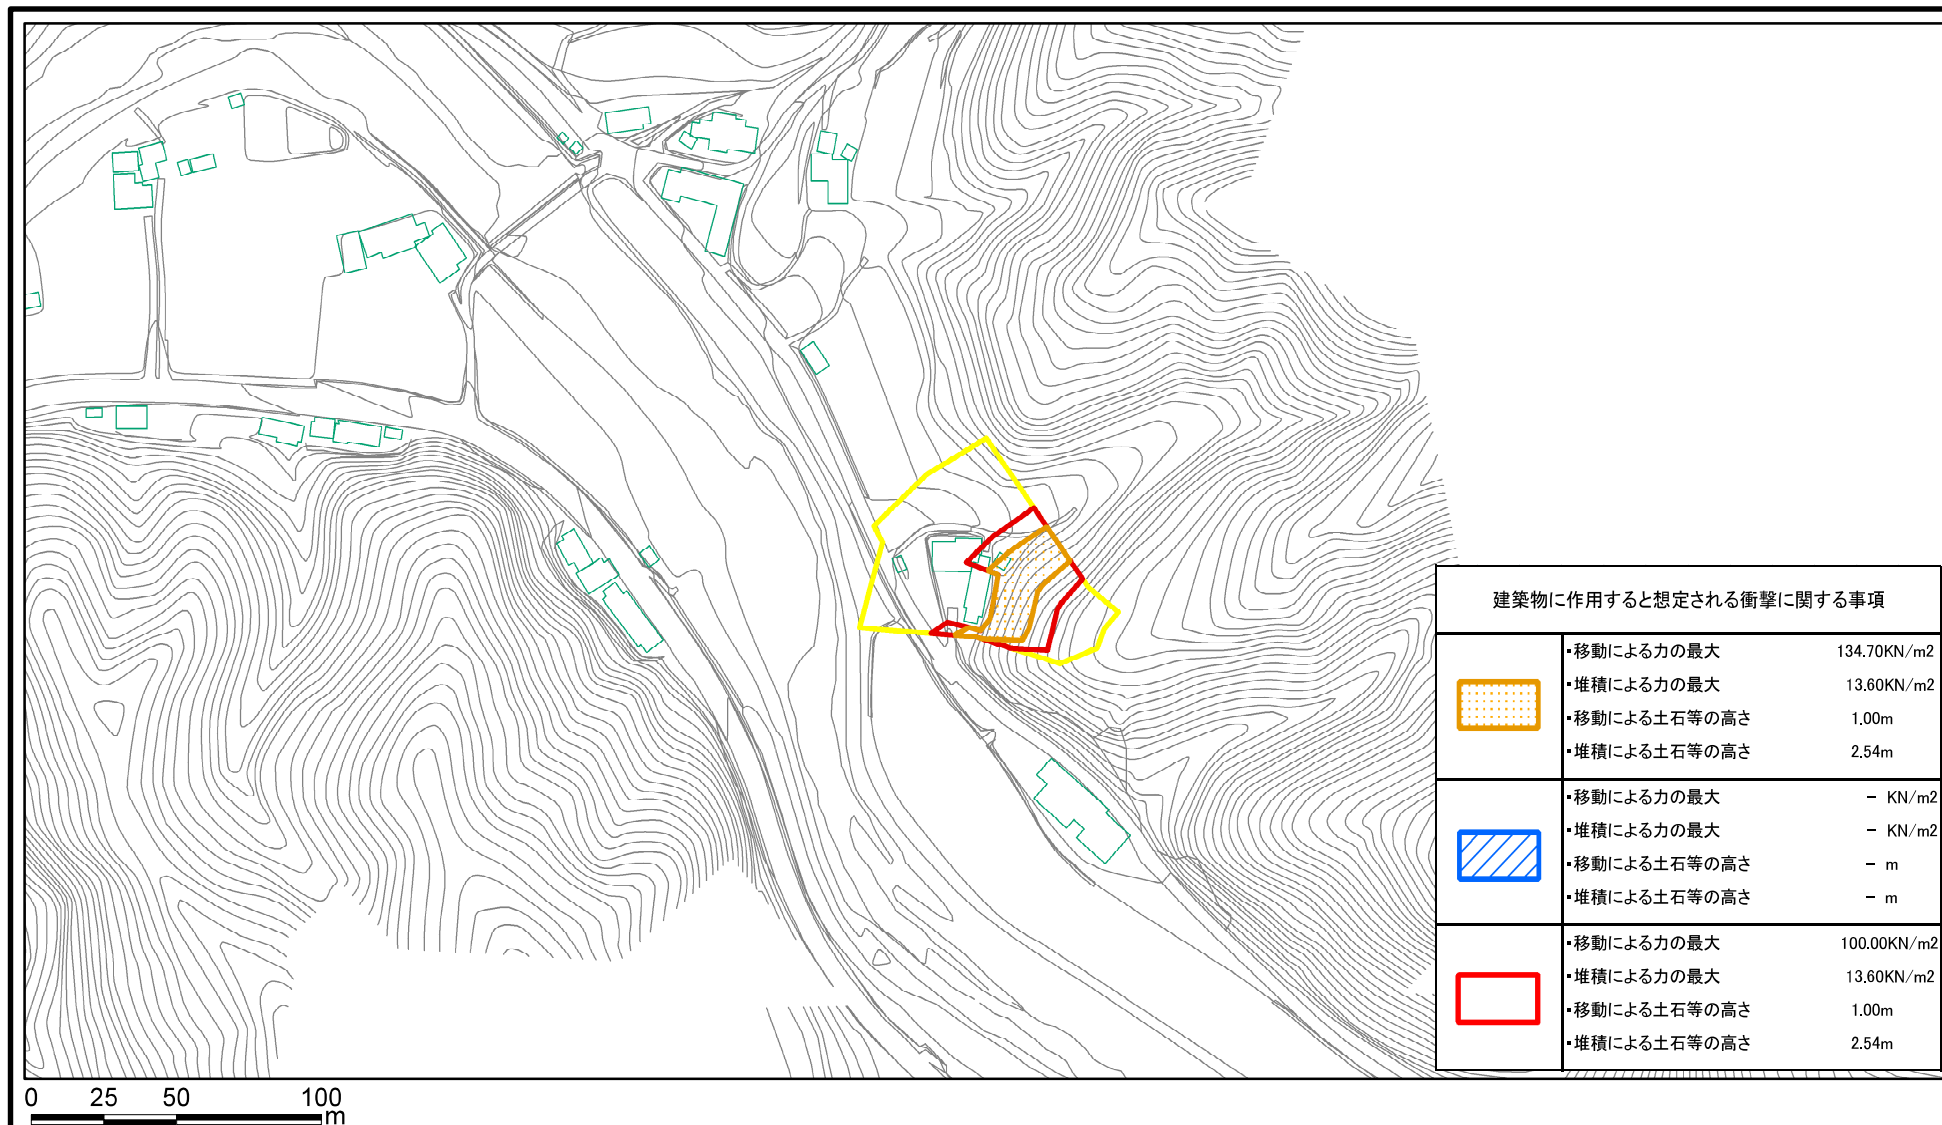 建築物に作用すると想定される衝撃に関する事項
・移動による力の最大 134.70KN/m2
・堆積による力の最大 13.60KN/m2
・移動による土石等の高さ 1.00m
・堆積による土石等の高さ 2.54m
・移動による力の最大 － KN/m2
・堆積による力の最大 － KN/m2
・移動による土石等の高さ － m
・堆積による土石等の高さ － m
・移動による力の最大 100.00KN/m2
・堆積による力の最大 13.60KN/m2
・移動による土石等の高さ 1.00m
・堆積による土石等の高さ 2.54m
0 25 50 100
m